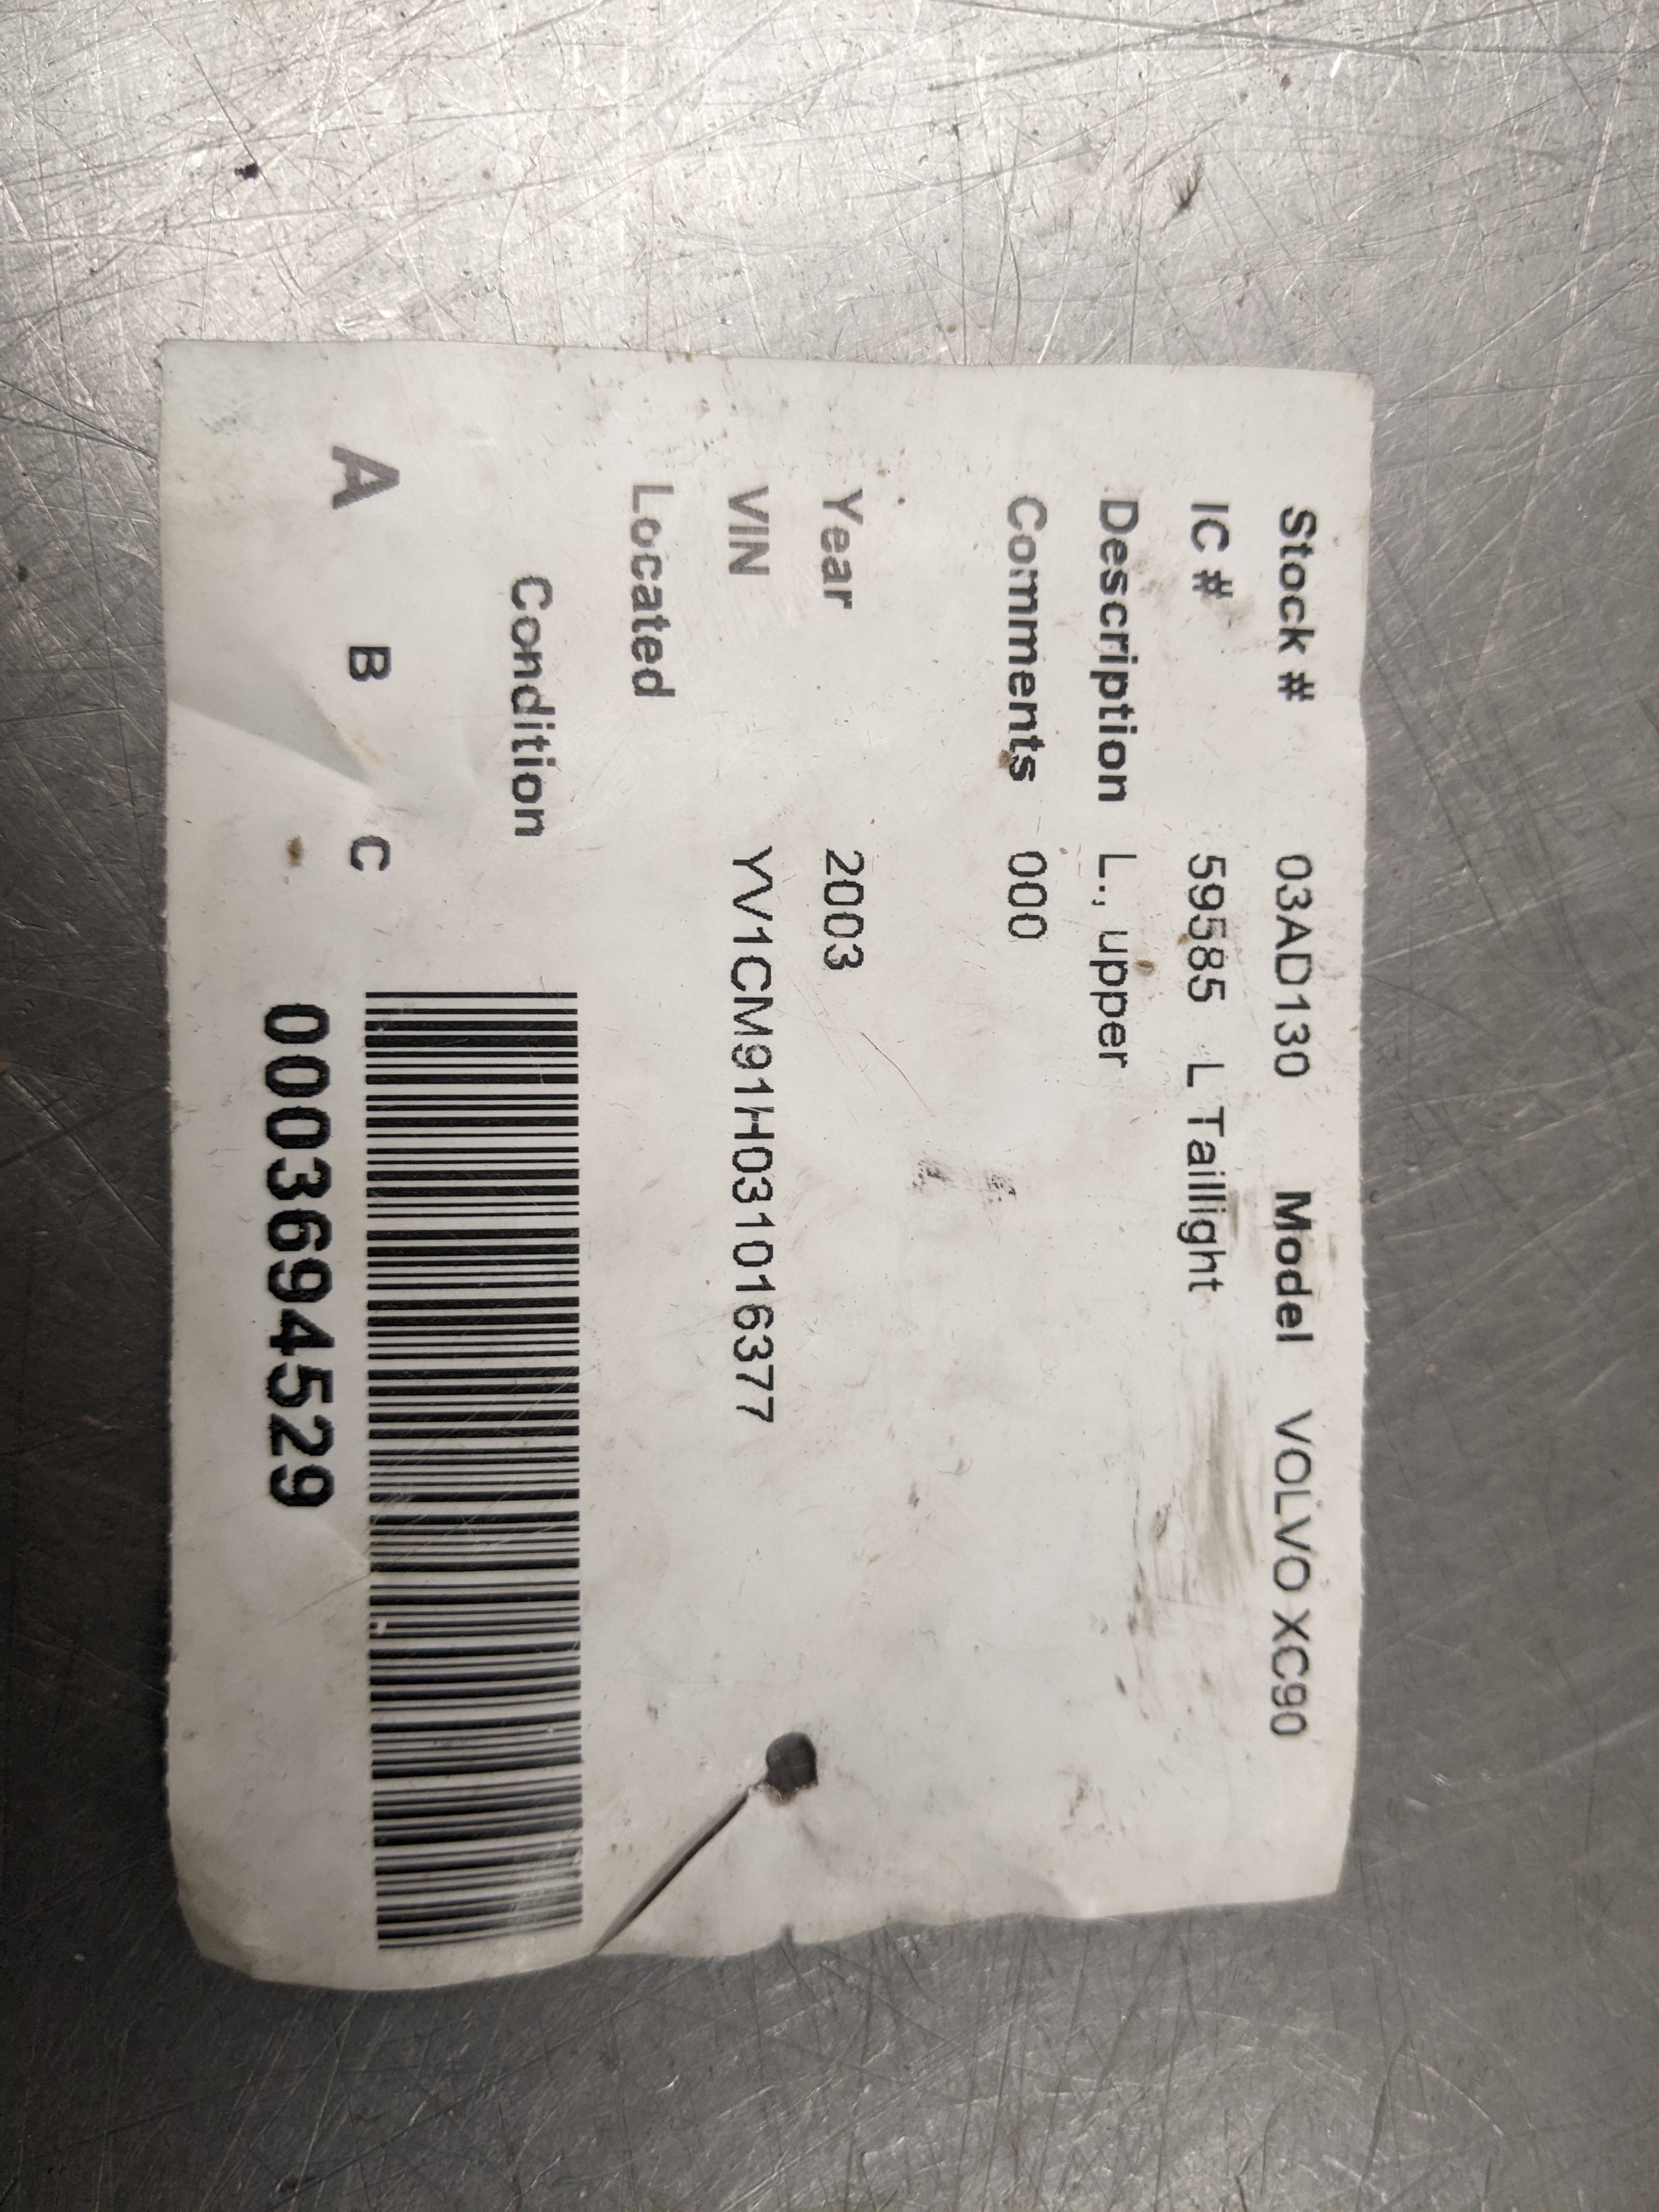 Stock # 03AD130 Model VOLVO XC90
IC # 59585 L Taillight
Description L., upper
Comments 000
Year 2003
VIN YV1CM91H031016377
Located
Condition
A B C
0003694529